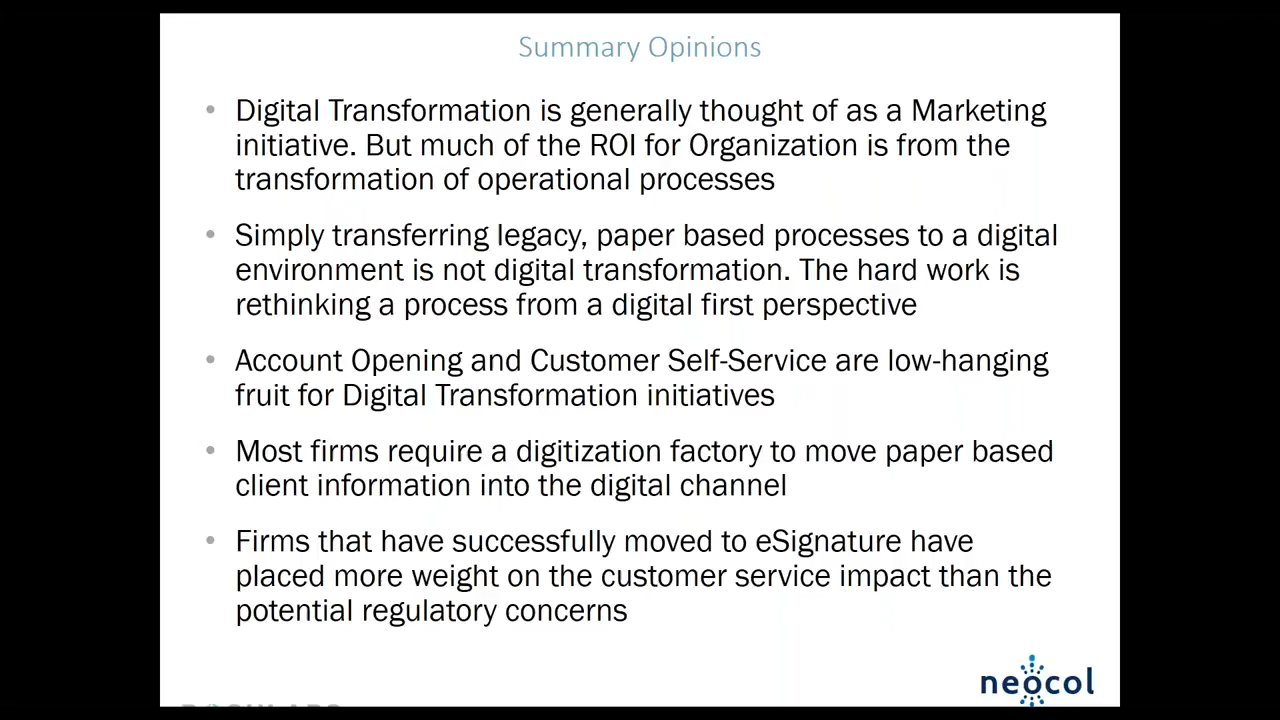 Summary Opinions
• Digital Transformation is generally thought of as a Marketing
initiative. But much of the ROI for Organization is from the
transformation of operational processes
• Simply transferring legacy, paper based processes to a digital
environment is not digital transformation. The hard work is
rethinking a process from a digital first perspective
• Account Opening and Customer Self-Service are low-hanging
fruit for Digital Transformation initiatives
• Most firms require a digitization factory to move paper based
client information into the digital channel
• Firms that have successfully moved to eSignature have
placed more weight on the customer service impact than the
potential regulatory concerns
neocol